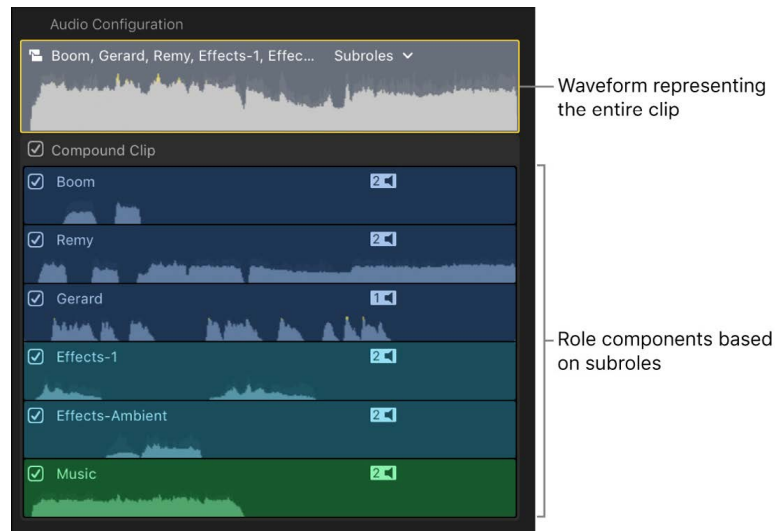 Audio Configuration
Boom, Gerard, Remy, Effects-1, Effec... Subroles
Waveform representing
the entire clip
Compound Clip
Boom 2
Remy 2
Gerard 1
Effects-1 2
Effects-Ambient 2
Music 2
Role components based
on subroles